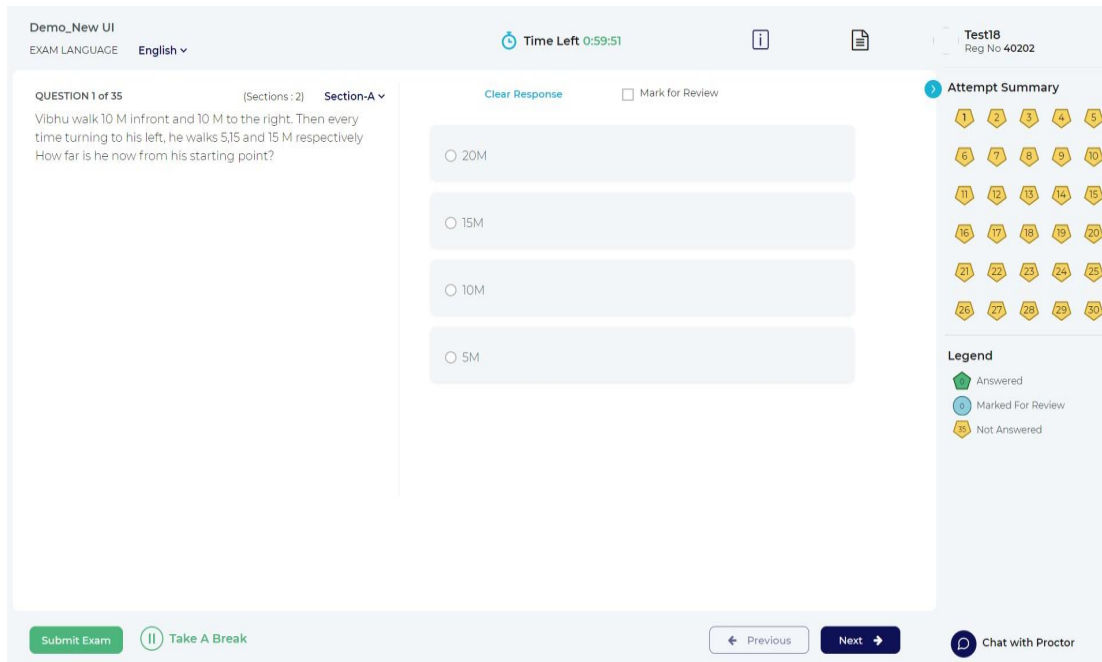 Demo_New UI
EXAM LANGUAGE English
Time Left 0:59:51
i
Test18
Reg No 40202
QUESTION 1 of 35 (Sections : 2) Section-A
Vibhu walk 10 M infront and 10 M to the right. Then every
time turning to his left, he walks 5,15 and 15 M respectively
How far is he now from his starting point?
Clear Response
Mark for Review
20M
15M
10M
5M
Attempt Summary
1 2 3 4 5
6 7 8 9 10
11 12 13 14 15
16 17 18 19 20
21 22 23 24 25
26 27 28 29 30
Legend
0 Answered
0 Marked For Review
35 Not Answered
Submit Exam
Take A Break
Previous
Next
Chat with Proctor